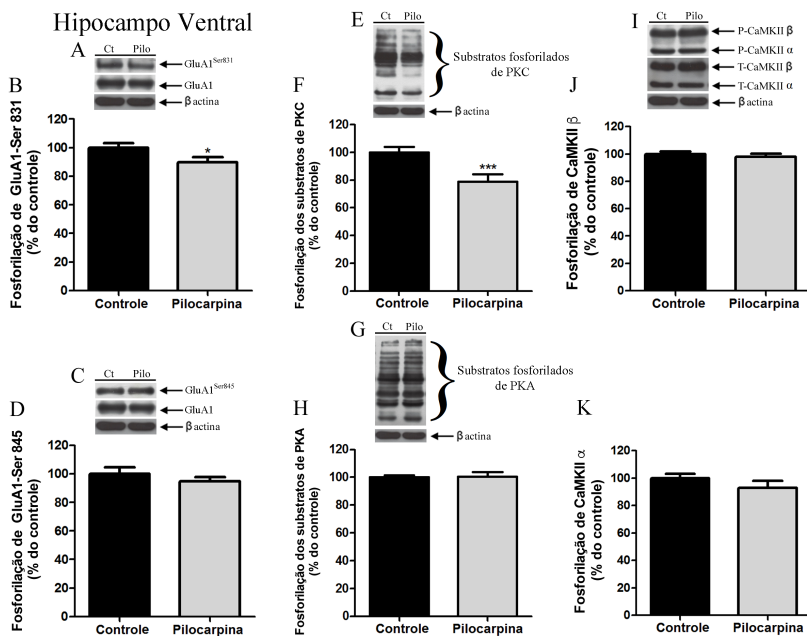 Hipocampo Ventral
A
Ct Pilo
GluA1Ser831
GluA1
β actina
B
Fosforilação de GluA1-Ser 831
(% do controle)
120
100
80
60
40
20
0
*
Controle Pilocarpina
C
GluA1Ser845
GluA1
β actina
D
Fosforilação de GluA1-Ser 845
(% do controle)
120
100
80
60
40
20
0
Controle Pilocarpina
E
Ct Pilo
Substratos fosforilados
de PKC
β actina
F
Fosforilação dos substratos de PKC
(% do controle)
120
100
80
60
40
20
0
***
Controle Pilocarpina
G
Ct Pilo
Substratos fosforilados
de PKA
β actina
H
Fosforilação dos substratos de PKA
(% do controle)
120
100
80
60
40
20
0
Controle Pilocarpina
I
Ct Pilo
P-CaMKII β
P-CaMKII α
T-CaMKII β
T-CaMKII α
β actina
J
Fosforilação de CaMKII β
(% do controle)
120
100
80
60
40
20
0
Controle Pilocarpina
K
Fosforilação de CaMKII α
(% do controle)
120
100
80
60
40
20
0
Controle Pilocarpina
Ct Pilo